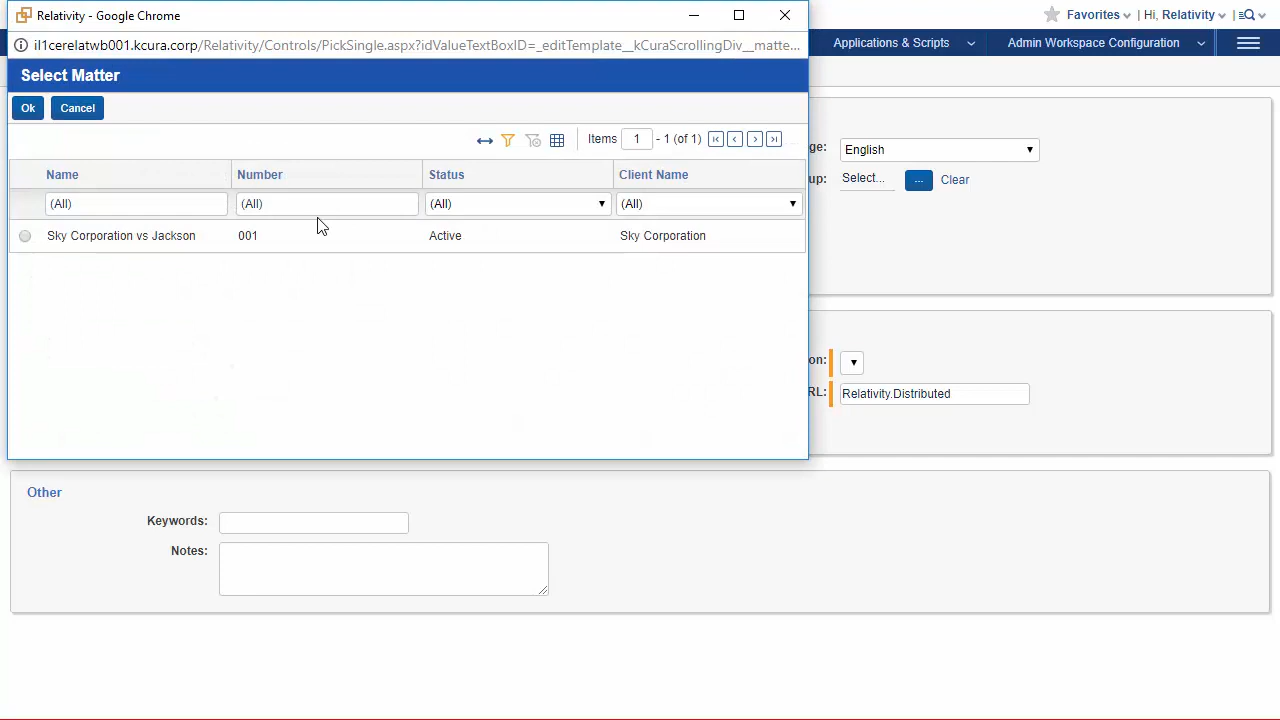 Relativity - Google Chrome
Favorites
Hi, Relativity
il1cerelatwb001.kcura.corp/Relativity/Controls/PickSingle.aspx?idValueTextBoxID=_editTemplate__kCuraScrollingDiv__matte...
Applications & Scripts
Admin Workspace Configuration
Select Matter
Ok
Cancel
Items 1 - 1 (of 1)
Name Number Status Client Name
(All) (All) (All) (All)
Sky Corporation vs Jackson 001 Active Sky Corporation
ge: English
up: Select... ... Clear
on:
RL: Relativity.Distributed
Other
Keywords:
Notes: